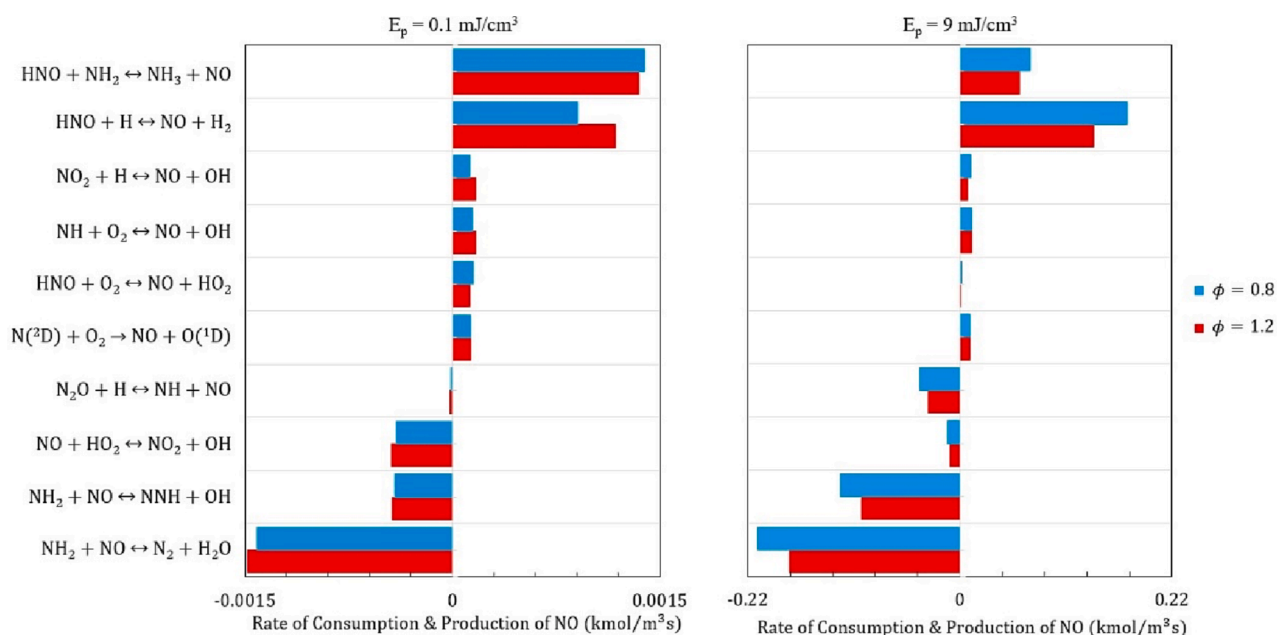 E_p = 0.1 mJ/cm³
E_p = 9 mJ/cm³
HNO + NH₂ ↔ NH₃ + NO
HNO + H ↔ NO + H₂
NO₂ + H ↔ NO + OH
NH + O₂ ↔ NO + OH
HNO + O₂ ↔ NO + HO₂
N(²D) + O₂ → NO + O(¹D)
N₂O + H ↔ NH + NO
NO + HO₂ ↔ NO₂ + OH
NH₂ + NO ↔ NNH + OH
NH₂ + NO ↔ N₂ + H₂O
ϕ = 0.8
ϕ = 1.2
-0.0015 0 0.0015
-0.22 0 0.22
Rate of Consumption & Production of NO (kmol/m³s)
Rate of Consumption & Production of NO (kmol/m³s)